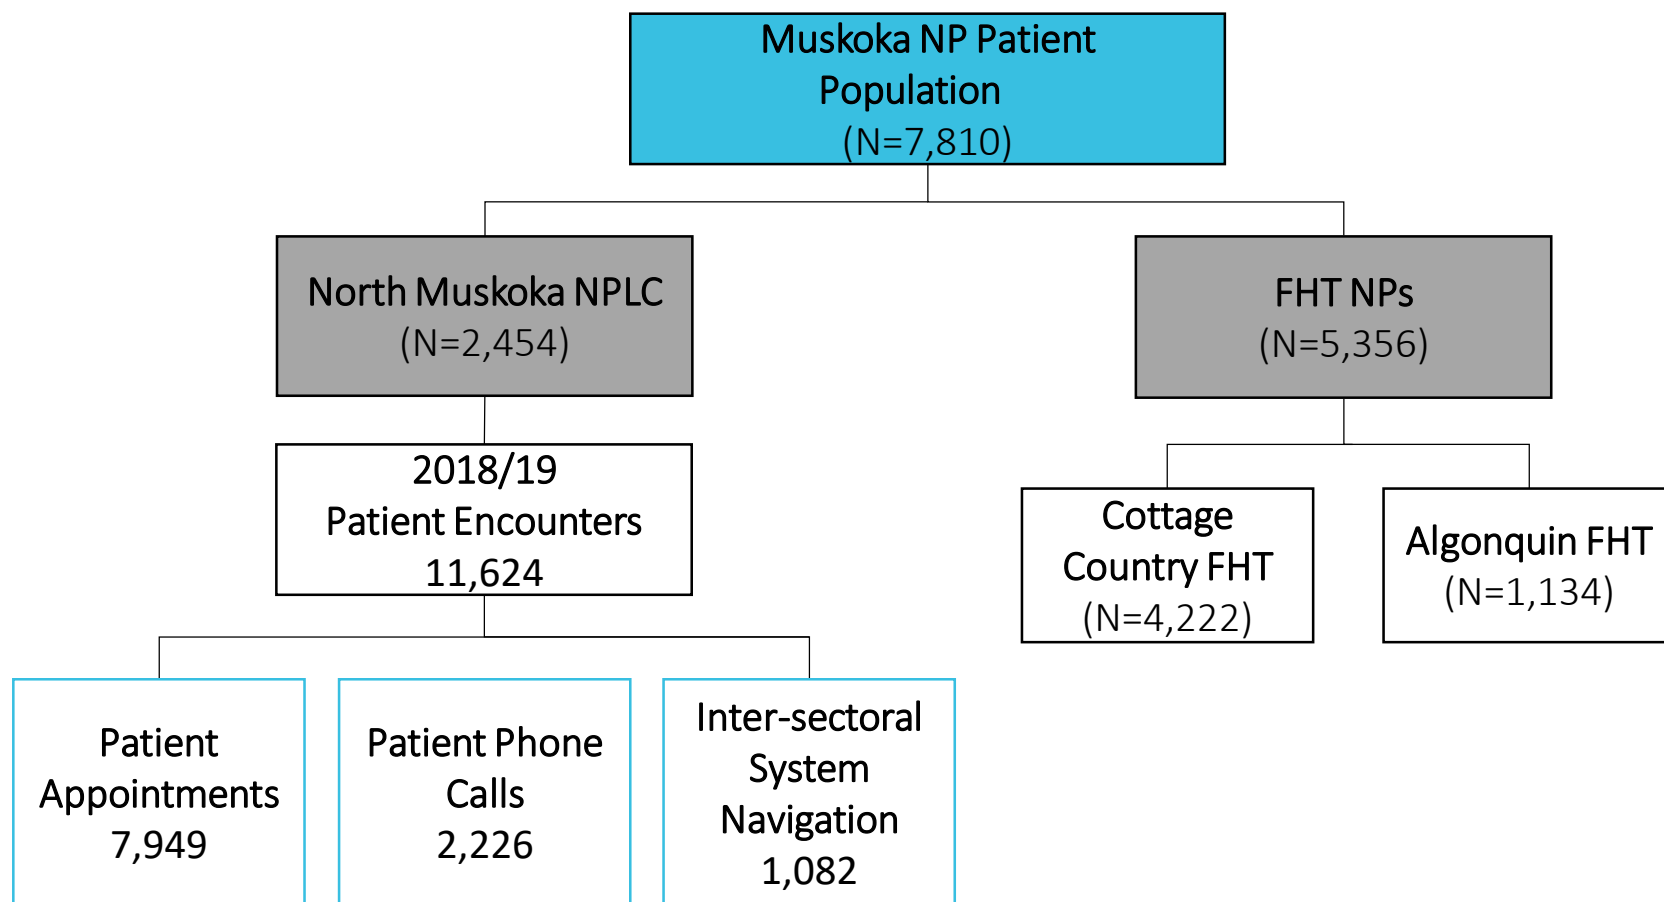 Muskoka NP Patient
Population
(N=7,810)
North Muskoka NPLC
(N=2,454)
FHT NPs
(N=5,356)
2018/19
Patient Encounters
11,624
Cottage
Country FHT
(N=4,222)
Algonquin FHT
(N=1,134)
Patient
Appointments
7,949
Patient Phone
Calls
2,226
Inter-sectoral
System
Navigation
1,082